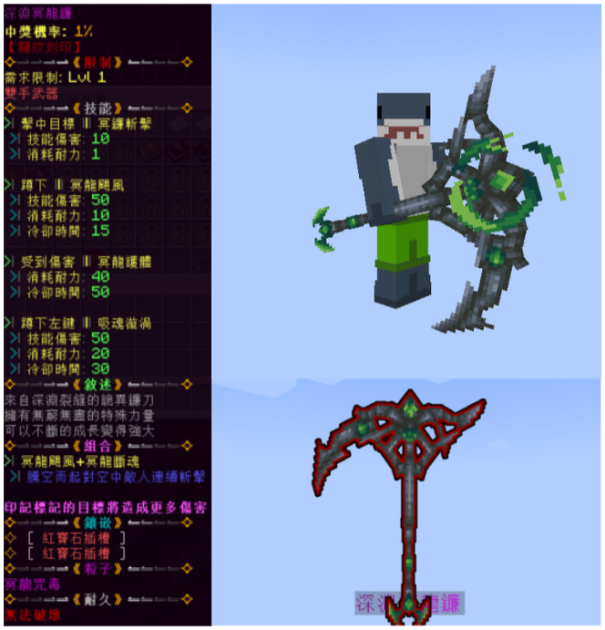 深淵冥龍鐮
中獎機率: 1%
【龍紋刻印】
《 限制 》
需求限制: Lvl 1
雙手武器
《 技能 》
擊中目標 || 冥鐮斬擊
技能傷害: 10
消耗耐力: 1
蹲下 || 冥龍颶風
技能傷害: 50
消耗耐力: 10
冷卻時間: 15
受到傷害 || 冥龍護體
消耗耐力: 40
冷卻時間: 50
蹲下左鍵 || 吸魂漩渦
技能傷害: 50
消耗耐力: 20
冷卻時間: 30
《 敘述 》
來自深淵裂縫的詭異鐮刀
擁有無窮無盡的特殊力量
可以不斷的成長變得強大
《 組合 》
冥龍颶風+冥龍斷魂
騰空而起對空中敵人連續斬擊
印記標記的目標將造成更多傷害
《 鑲嵌 》
[ 紅寶石插槽 ]
[ 紅寶石插槽 ]
《 粒子 》
冥龍咒毒
《 耐久 》
無法破壞
深 龍鐮